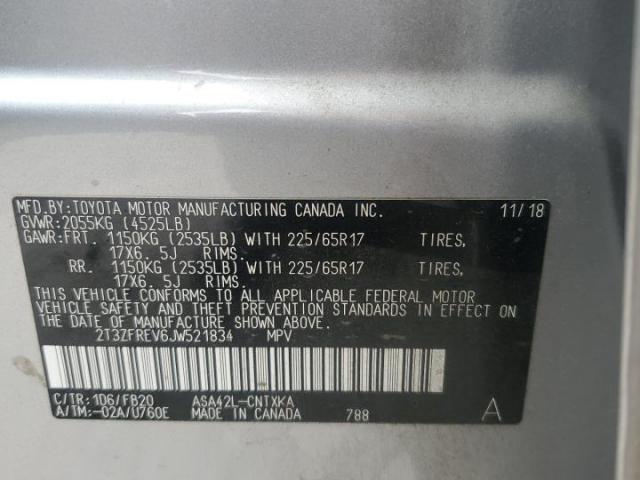 MFD.BY:TOYOTA MOTOR MANUFACTURING CANADA INC. 11/18
GVWR:2055KG (4525LB)
GAWR:FRT. 1150KG (2535LB) WITH 225/65R17 TIRES,
17X6.5J RIMS.
RR. 1150KG (2535LB) WITH 225/65R17 TIRES,
17X6.5J RIMS.
THIS VEHICLE CONFORMS TO ALL APPLICABLE FEDERAL MOTOR
VEHICLE SAFETY AND THEFT PREVENTION STANDARDS IN EFFECT
ON THE DATE OF MANUFACTURE SHOWN ABOVE.
2T3ZFREV6JW521834 MPV
C/TR:1D6/FB20 ASA42L-CNTXKA
A/TM:-02A/U760E MADE IN CANADA 788 A